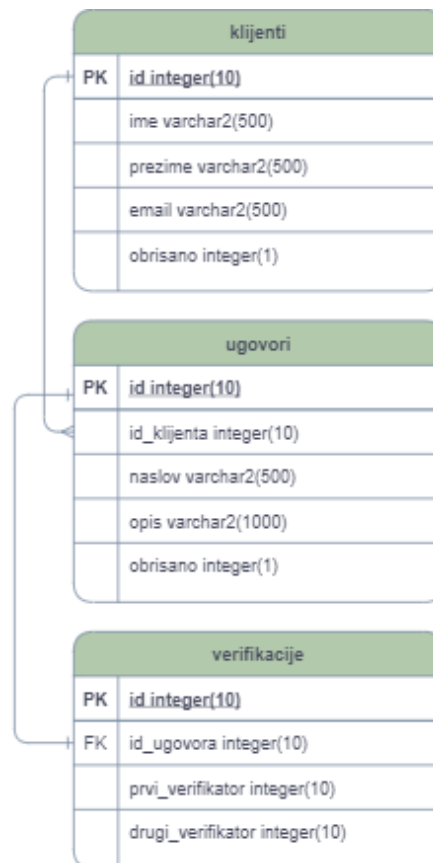 klijenti
PK id integer(10)
ime varchar2(500)
prezime varchar2(500)
email varchar2(500)
obrisano integer(1)
ugovori
PK id integer(10)
id_klijenta integer(10)
naslov varchar2(500)
opis varchar2(1000)
obrisano integer(1)
verifikacije
PK id integer(10)
FK id_ugovora integer(10)
prvi_verifikator integer(10)
drugi_verifikator integer(10)